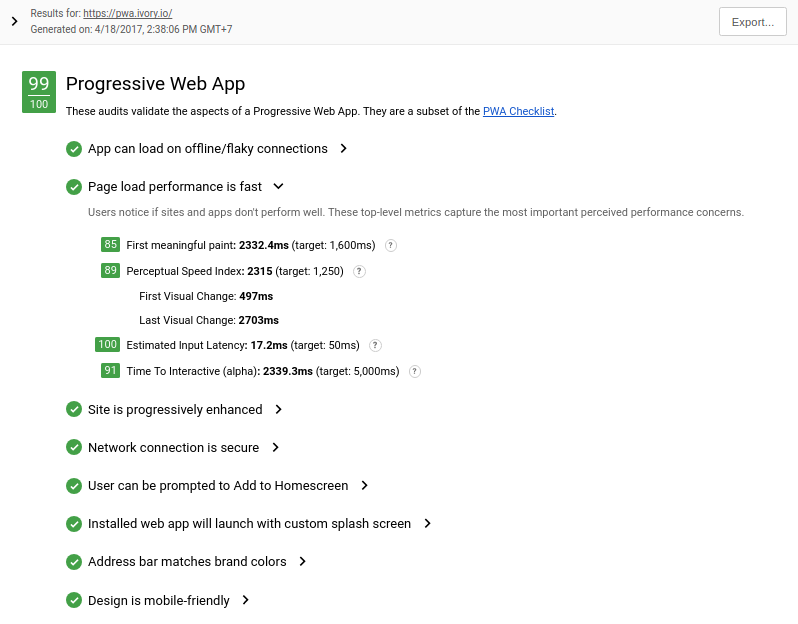 Results for: https://pwa.ivory.io/
Generated on: 4/18/2017, 2:38:06 PM GMT+7
Export...
99
100
Progressive Web App
These audits validate the aspects of a Progressive Web App. They are a subset of the PWA Checklist.
App can load on offline/flaky connections
Page load performance is fast
Users notice if sites and apps don't perform well. These top-level metrics capture the most important perceived performance concerns.
85 First meaningful paint: 2332.4ms (target: 1,600ms) ?
89 Perceptual Speed Index: 2315 (target: 1,250) ?
First Visual Change: 497ms
Last Visual Change: 2703ms
100 Estimated Input Latency: 17.2ms (target: 50ms) ?
91 Time To Interactive (alpha): 2339.3ms (target: 5,000ms) ?
Site is progressively enhanced
Network connection is secure
User can be prompted to Add to Homescreen
Installed web app will launch with custom splash screen
Address bar matches brand colors
Design is mobile-friendly